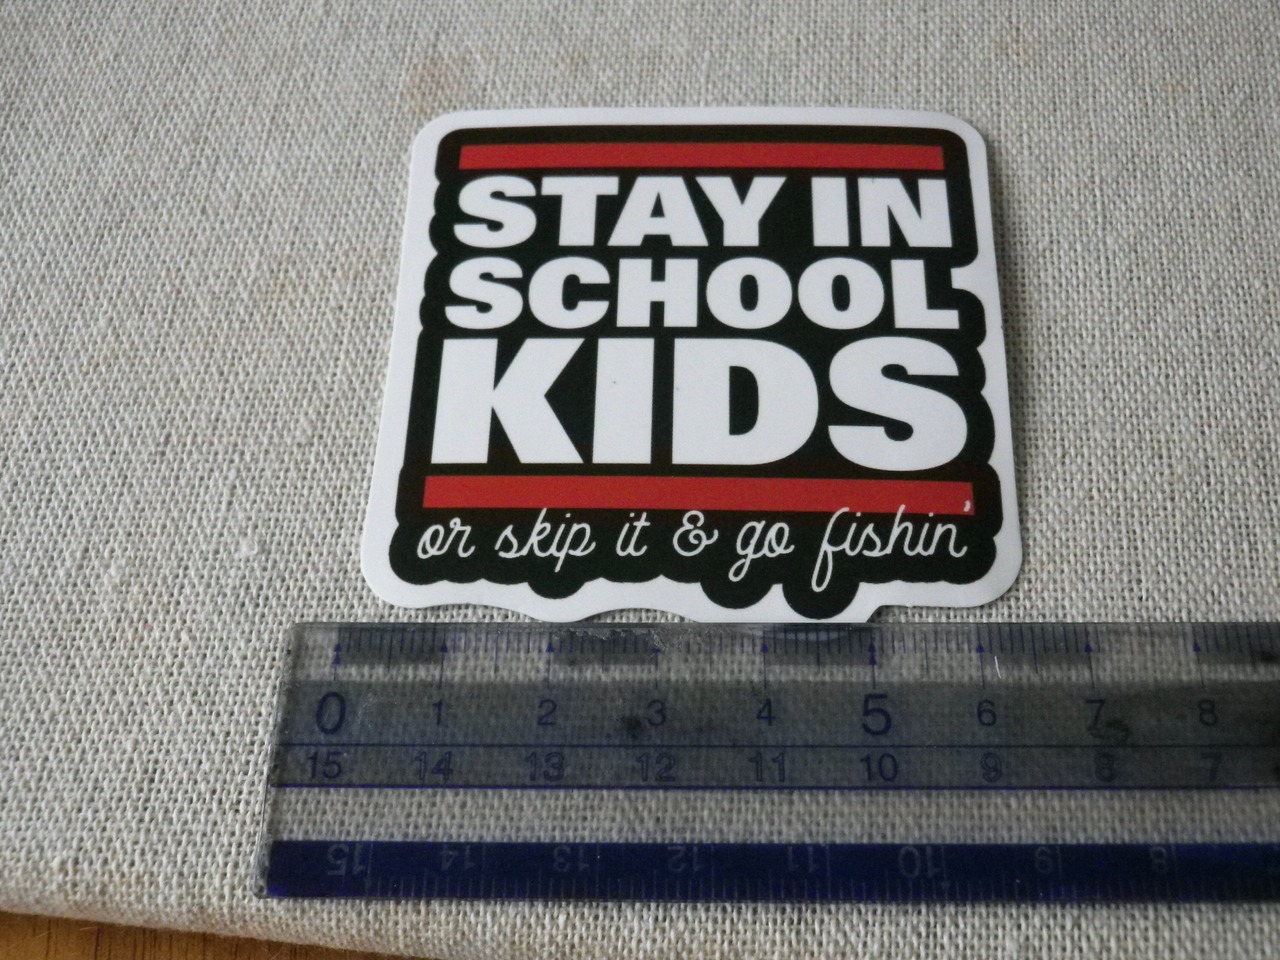 STAY IN
SCHOOL
KIDS
or skip it & go fishin'
0 1 2 3 4 5 6 7 8
15 14 13 12 11 10 9 8 7
15 14 13 12 11 10 9 8